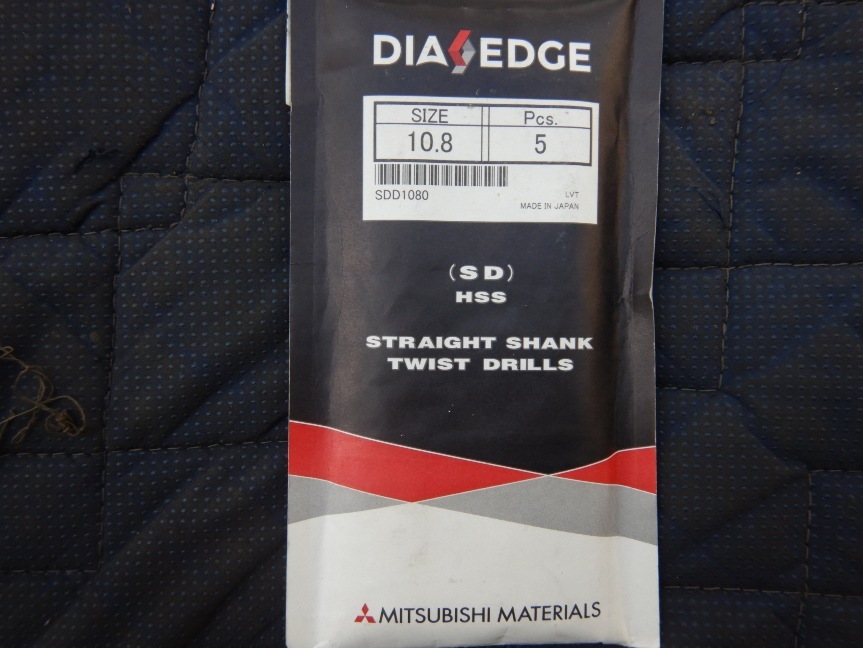 DIAEDGE
SIZE Pcs.
10.8 5
SDD1080 LVT
MADE IN JAPAN
(SD)
HSS
STRAIGHT SHANK
TWIST DRILLS
MITSUBISHI MATERIALS